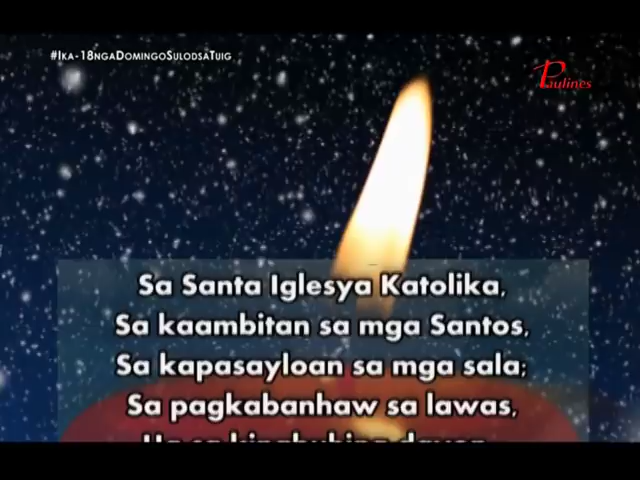 #Ika-18ngaDomingoSulodsaTuig
Paulines
Sa Santa Iglesya Katolika,
Sa kaambitan sa mga Santos,
Sa kapasayloan sa mga sala;
Sa pagkabanhaw sa lawas,